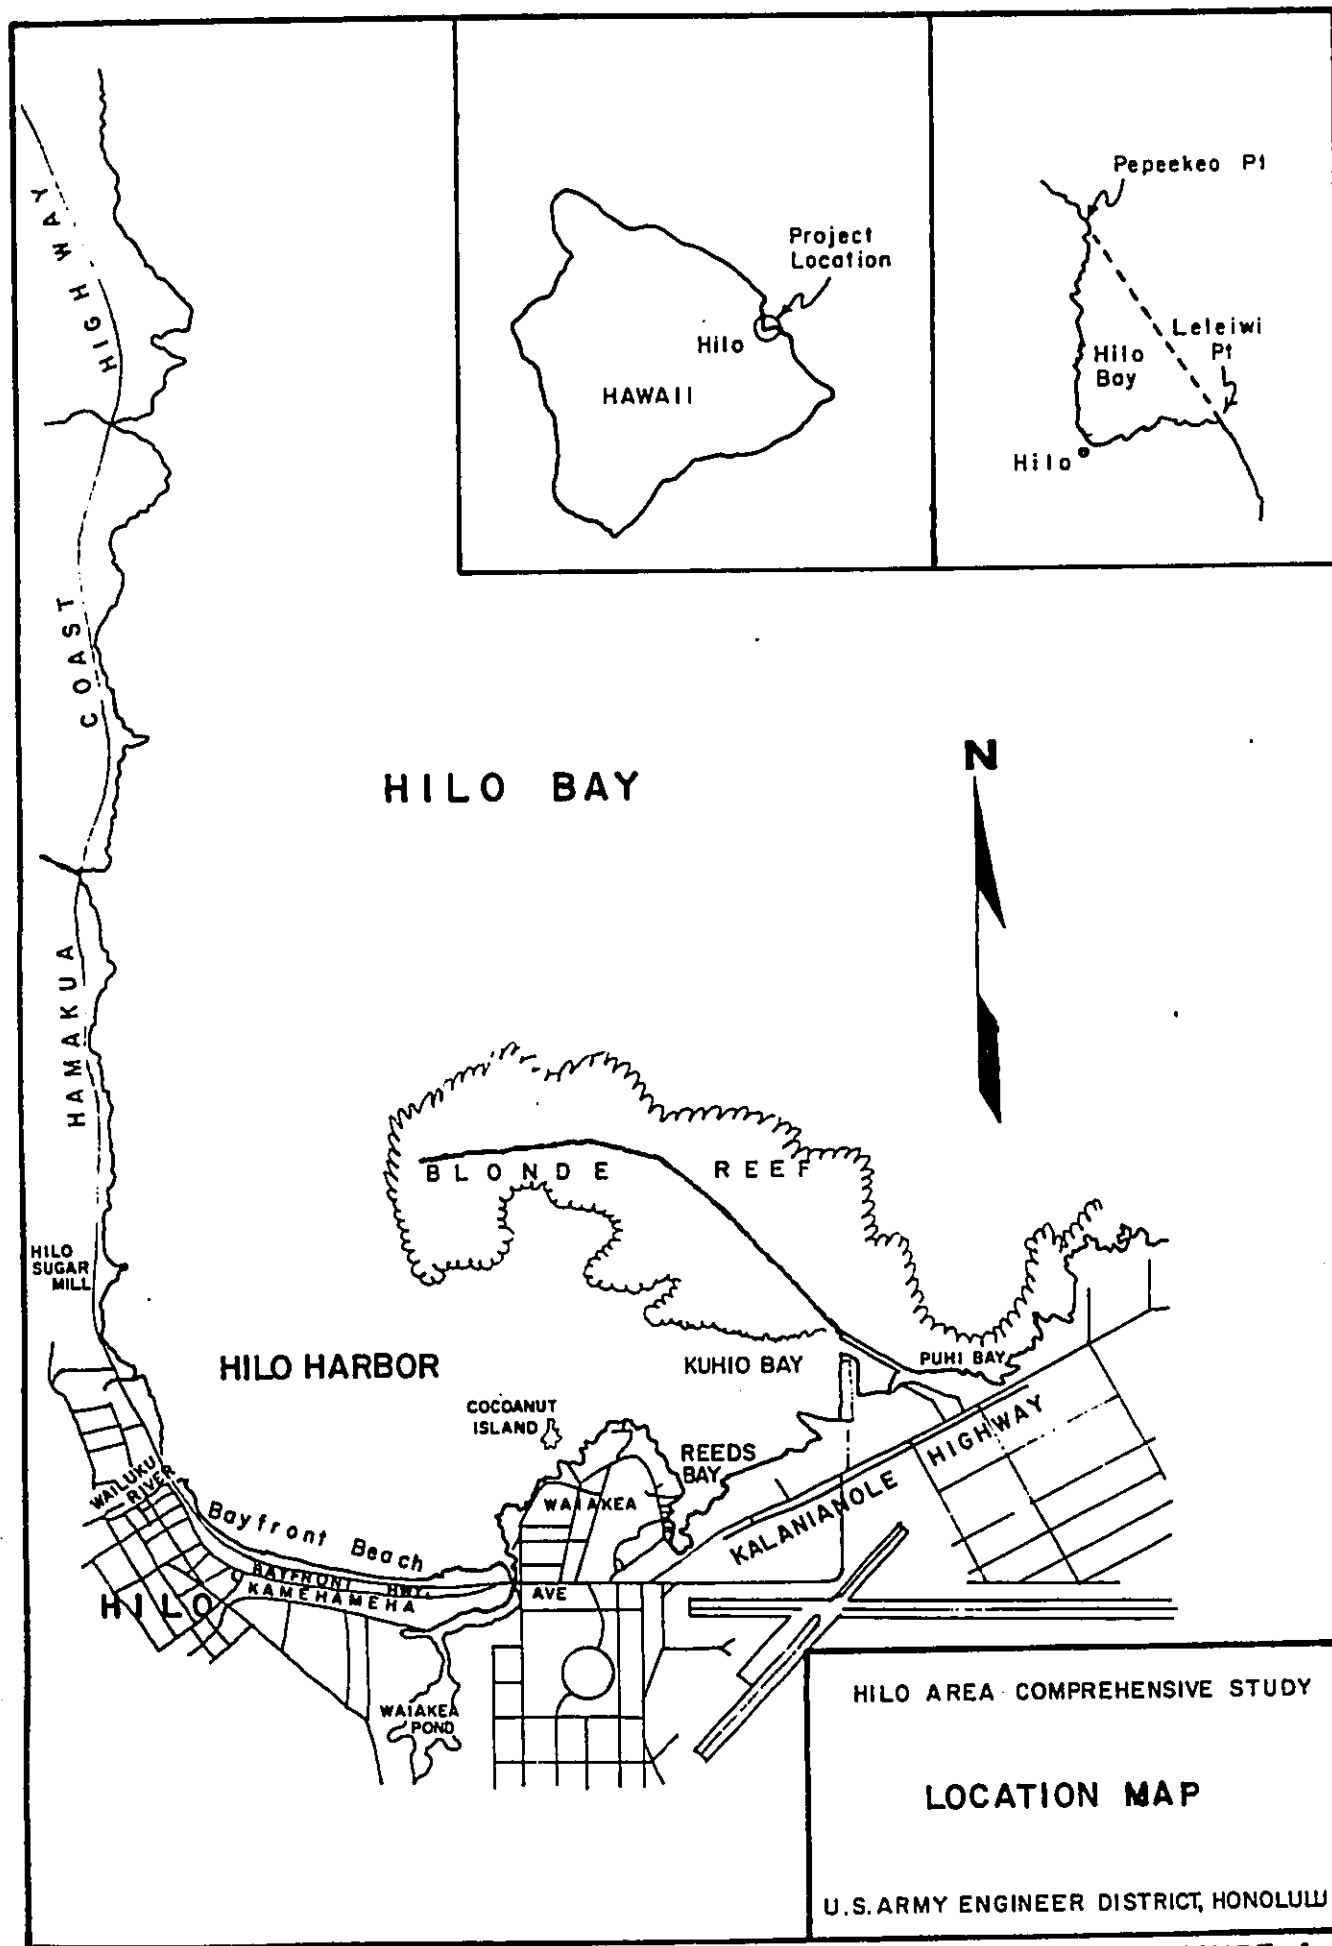 Project
Location
Hilo
HAWAII
Pepeekeo Pt
Leleiwi
Pt
Hilo
Bay
Hilo
HAMAKUA COAST HIGHWAY
HILO BAY
N
BLONDE REEF
HILO
SUGAR
MILL
HILO HARBOR
KUHIO BAY
PUHI BAY
COCOANUT
ISLAND
REEDS
BAY
WAIAKEA
KALANIANOLE HIGHWAY
WAILUKU
RIVER
Bayfront Beach
BAYFRONT HWY.
KAMEHAMEHA AVE
HILO
WAIAKEA
POND
HILO AREA COMPREHENSIVE STUDY
LOCATION MAP
U.S. ARMY ENGINEER DISTRICT, HONOLULU